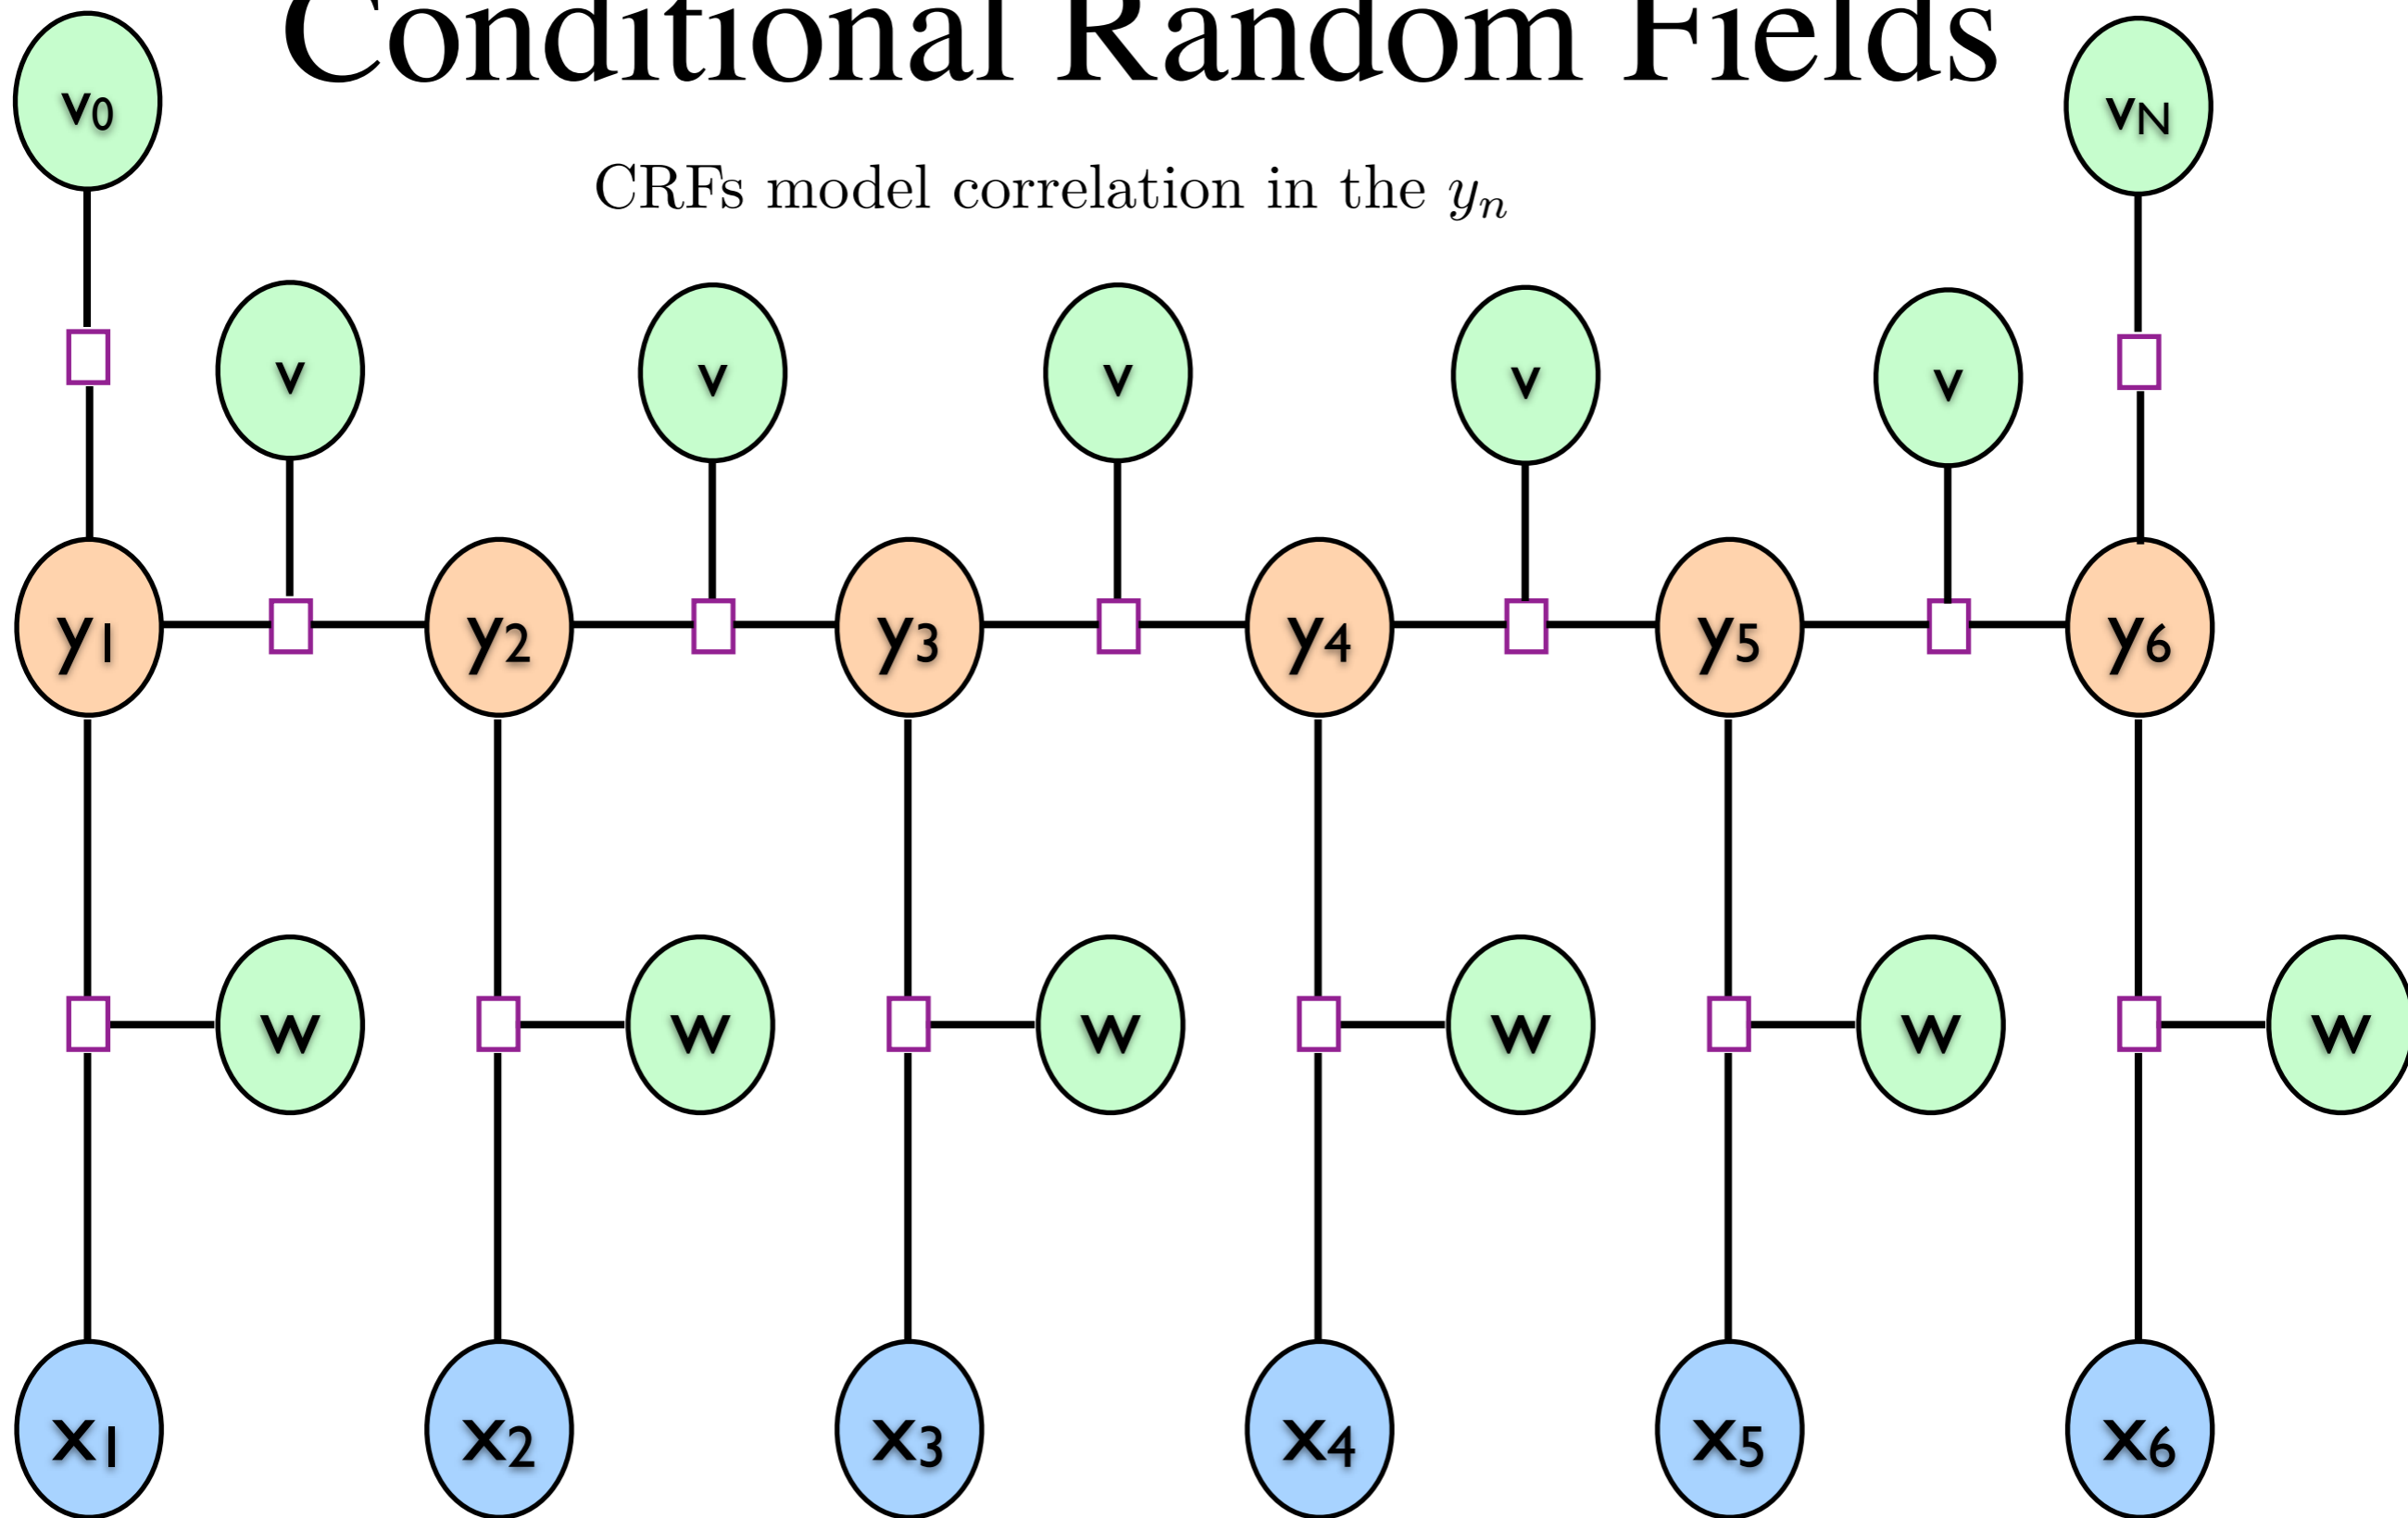 Conditional Random Fields
v0 vN
CRFs model correlation in the yn
v v v v v
y1 y2 y3 y4 y5 y6
w w w w w w
x1 x2 x3 x4 x5 x6